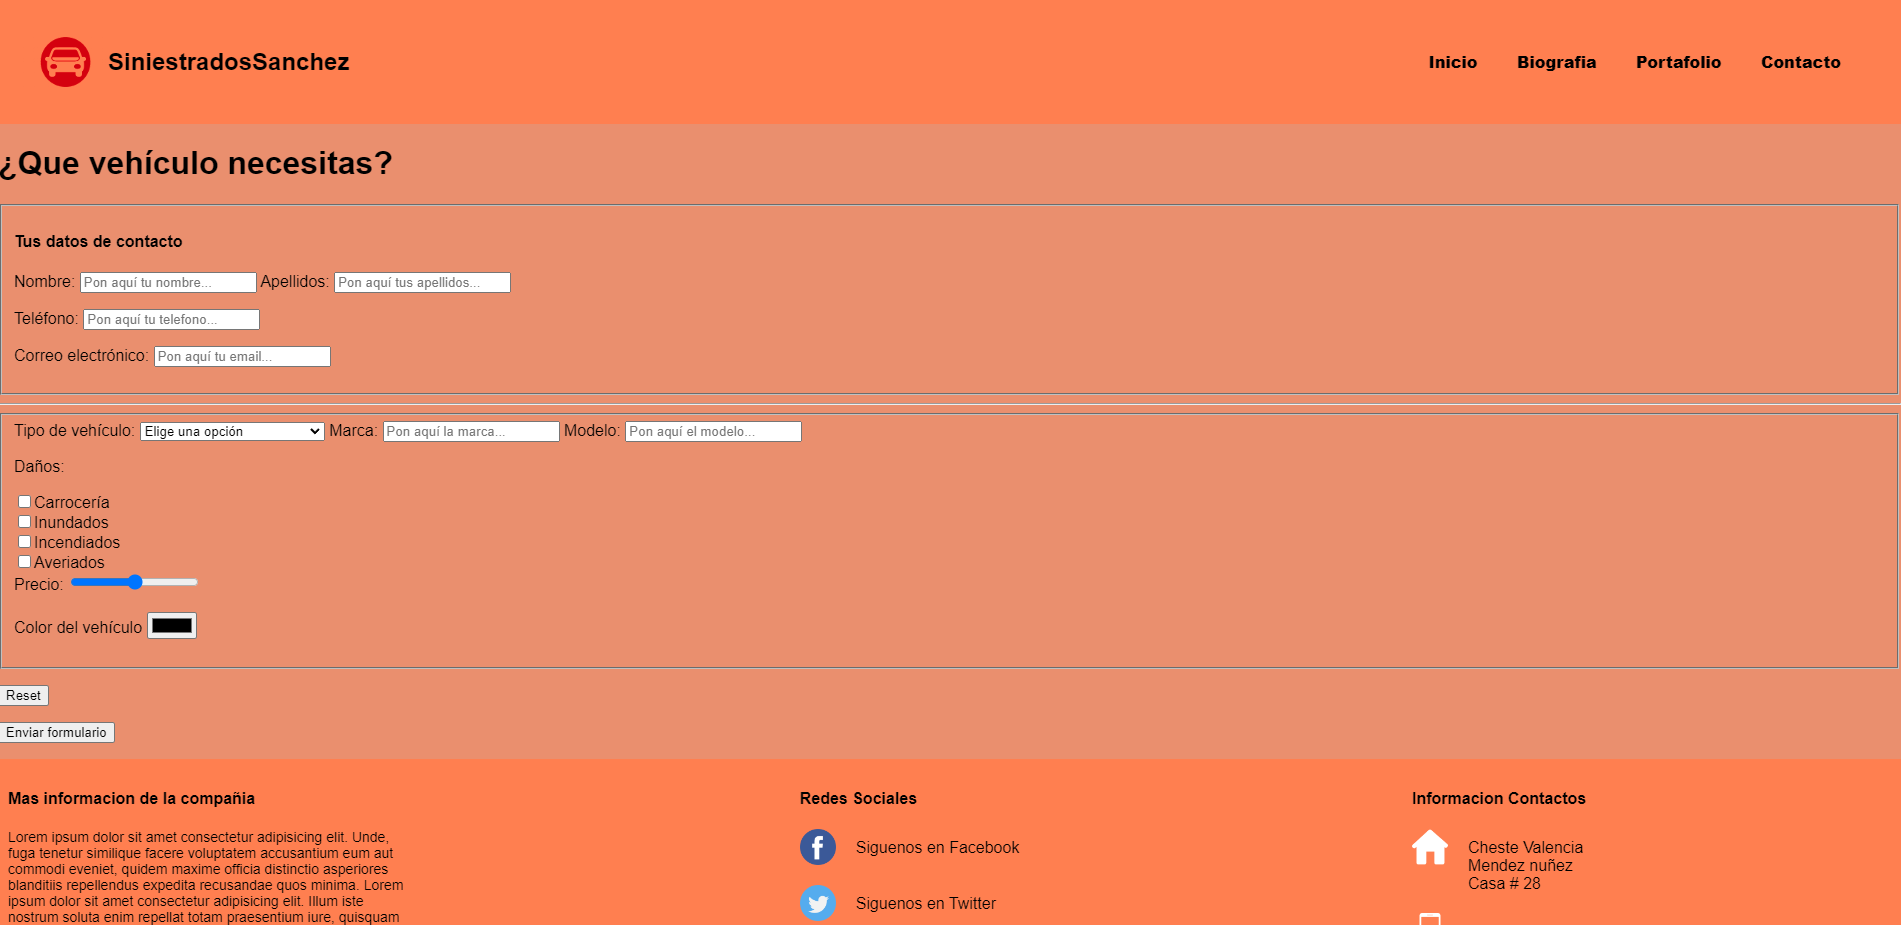 SiniestradosSanchez
Inicio Biografia Portafolio Contacto
¿Que vehículo necesitas?
Tus datos de contacto
Nombre: Pon aquí tu nombre... Apellidos: Pon aquí tus apellidos...
Teléfono: Pon aquí tu telefono...
Correo electrónico: Pon aquí tu email...
Tipo de vehículo: Elige una opción Marca: Pon aquí la marca... Modelo: Pon aquí el modelo...
Daños:
Carrocería
Inundados
Incendiados
Averiados
Precio:
Color del vehículo
Reset
Enviar formulario
Mas informacion de la compañia
Lorem ipsum dolor sit amet consectetur adipisicing elit. Unde,
fuga tenetur similique facere voluptatem accusantium eum aut
commodi eveniet, quidem maxime officia distinctio asperiores
blanditiis repellendus expedita recusandae quos minima. Lorem
ipsum dolor sit amet consectetur adipisicing elit. Illum iste
nostrum soluta enim repellat totam praesentium iure, quisquam
Redes Sociales
Siguenos en Facebook
Siguenos en Twitter
Informacion Contactos
Cheste Valencia
Mendez nuñez
Casa # 28